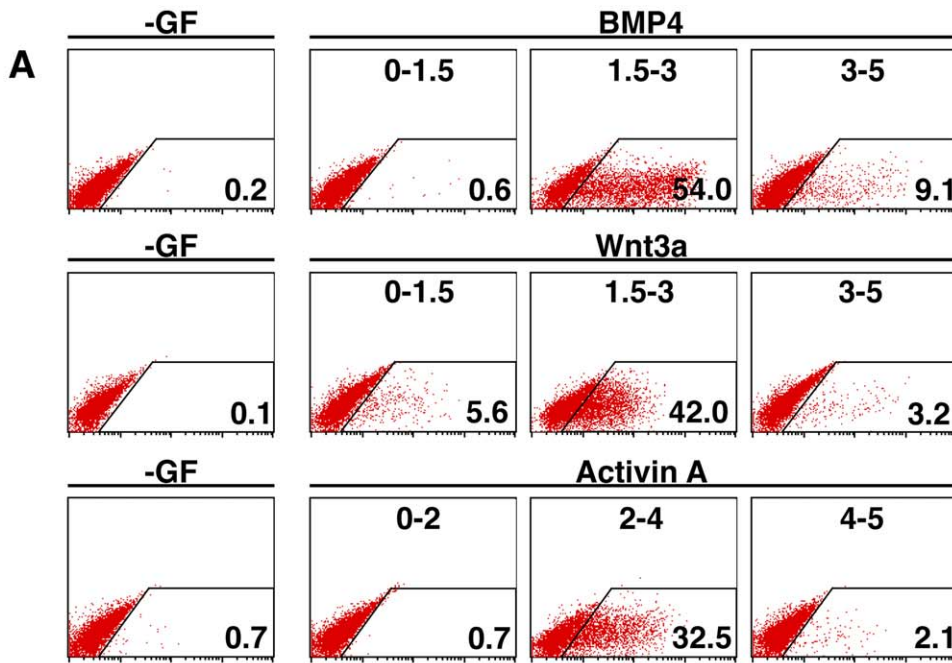 -GF BMP4
A 0-1.5 1.5-3 3-5
0.2 0.6 54.0 9.1
-GF Wnt3a
0-1.5 1.5-3 3-5
0.1 5.6 42.0 3.2
-GF Activin A
0-2 2-4 4-5
0.7 0.7 32.5 2.1